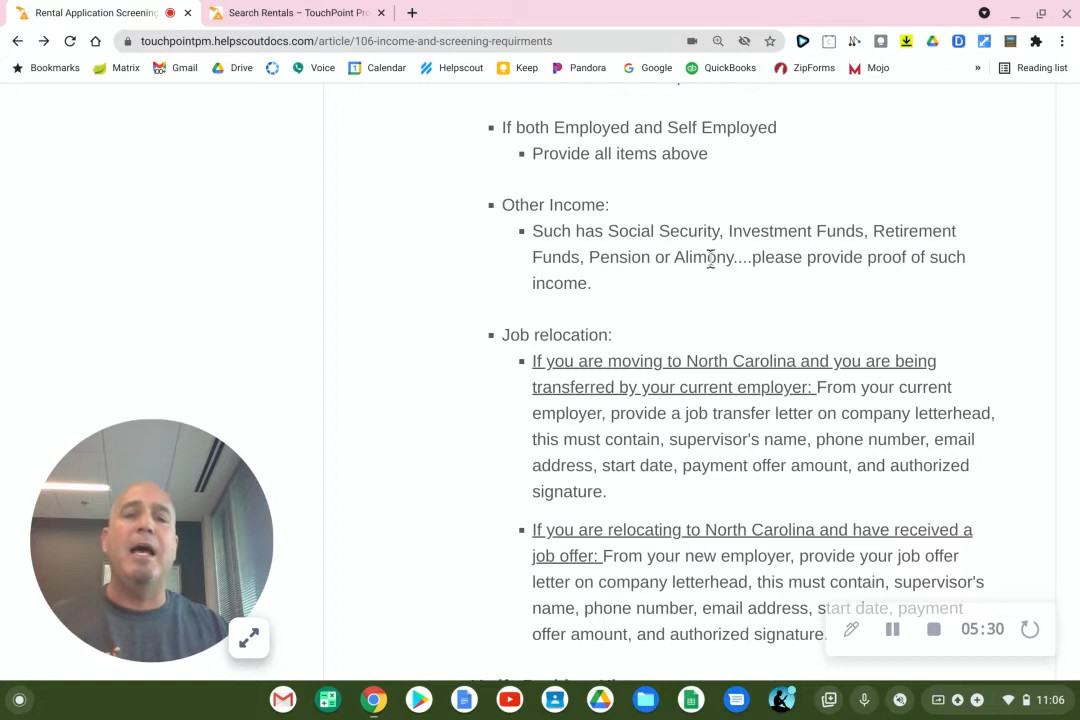 Rental Application Screening
Search Rentals – TouchPoint Pro
touchpointpm.helpscoutdocs.com/article/106-income-and-screening-requirments
Bookmarks
Matrix
Gmail
Drive
Voice
Calendar
Helpscout
Keep
Pandora
Google
QuickBooks
ZipForms
Mojo
»
Reading list
If both Employed and Self Employed
Provide all items above
Other Income:
Such has Social Security, Investment Funds, Retirement
Funds, Pension or Alimony....please provide proof of such
income.
Job relocation:
If you are moving to North Carolina and you are being
transferred by your current employer: From your current
employer, provide a job transfer letter on company letterhead,
this must contain, supervisor's name, phone number, email
address, start date, payment offer amount, and authorized
signature.
If you are relocating to North Carolina and have received a
job offer: From your new employer, provide your job offer
letter on company letterhead, this must contain, supervisor's
name, phone number, email address, start date, payment
offer amount, and authorized signature.
05:30
11:06